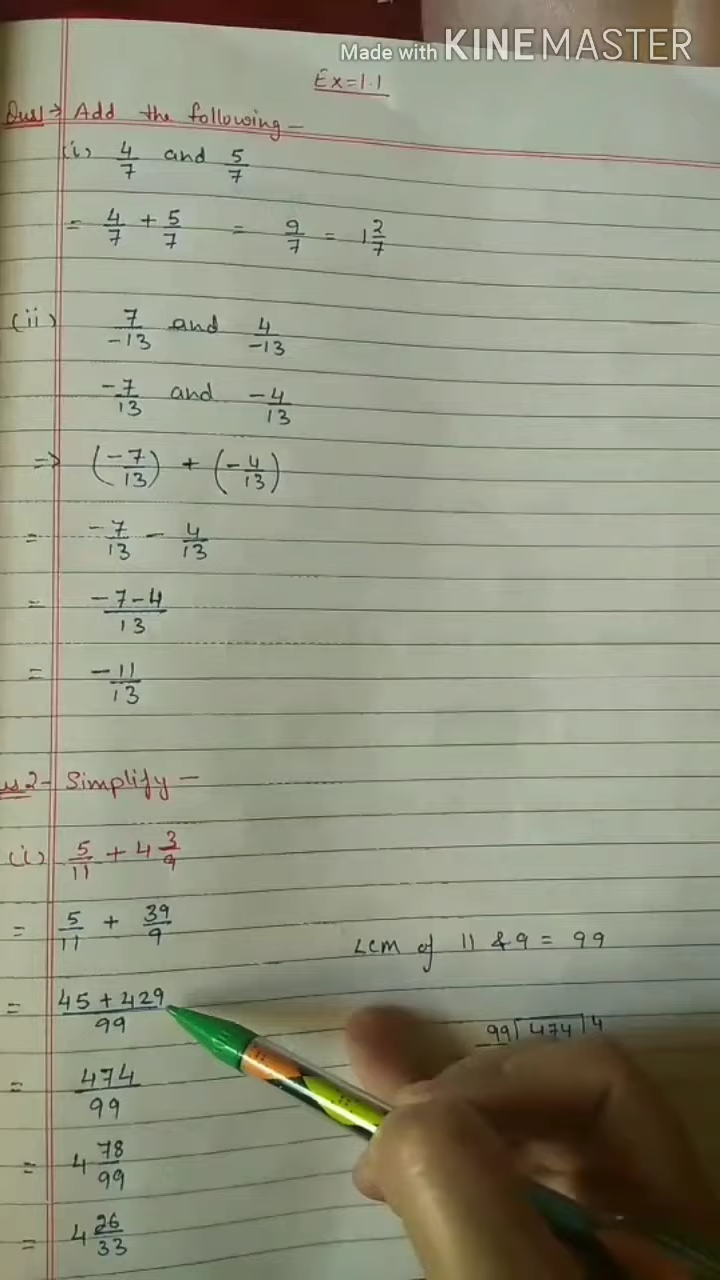 Made with KINEMASTER
Ex=1.1
Qus1 → Add the following –
(i) 4/7 and 5/7
= 4/7 + 5/7 = 9/7 = 1 2/7
(ii) 7/-13 and 4/-13
-7/13 and -4/13
⇒ (-7/13) + (-4/13)
= -7/13 - 4/13
= -7-4/13
= -11/13
us2- Simplify –
(i) 5/11 + 4 3/9
= 5/11 + 39/9
LCM of 11 & 9 = 99
= 45 + 429/99
99 474 4
= 474/99
= 4 78/99
= 4 26/33